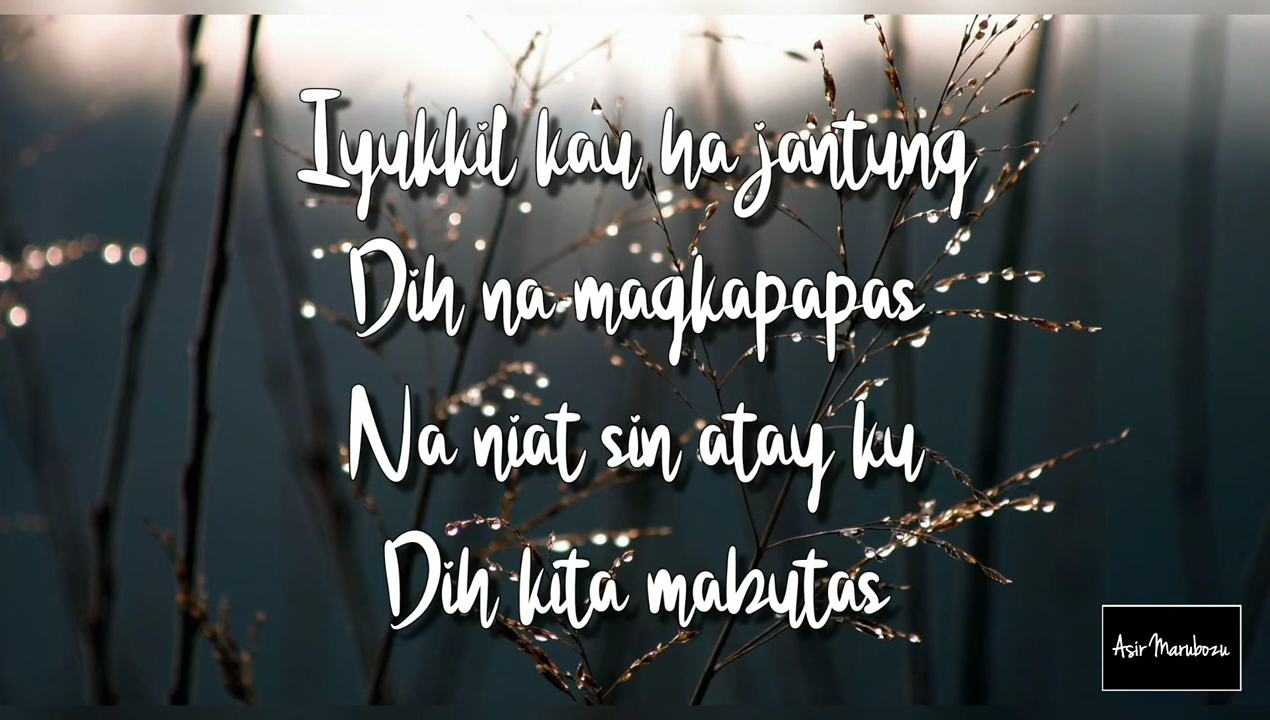 Iyukkil kau ha jantung
Dih na magkapapas
Na niat sin atay ku
Dih kita mabutas
Asir Marubozu